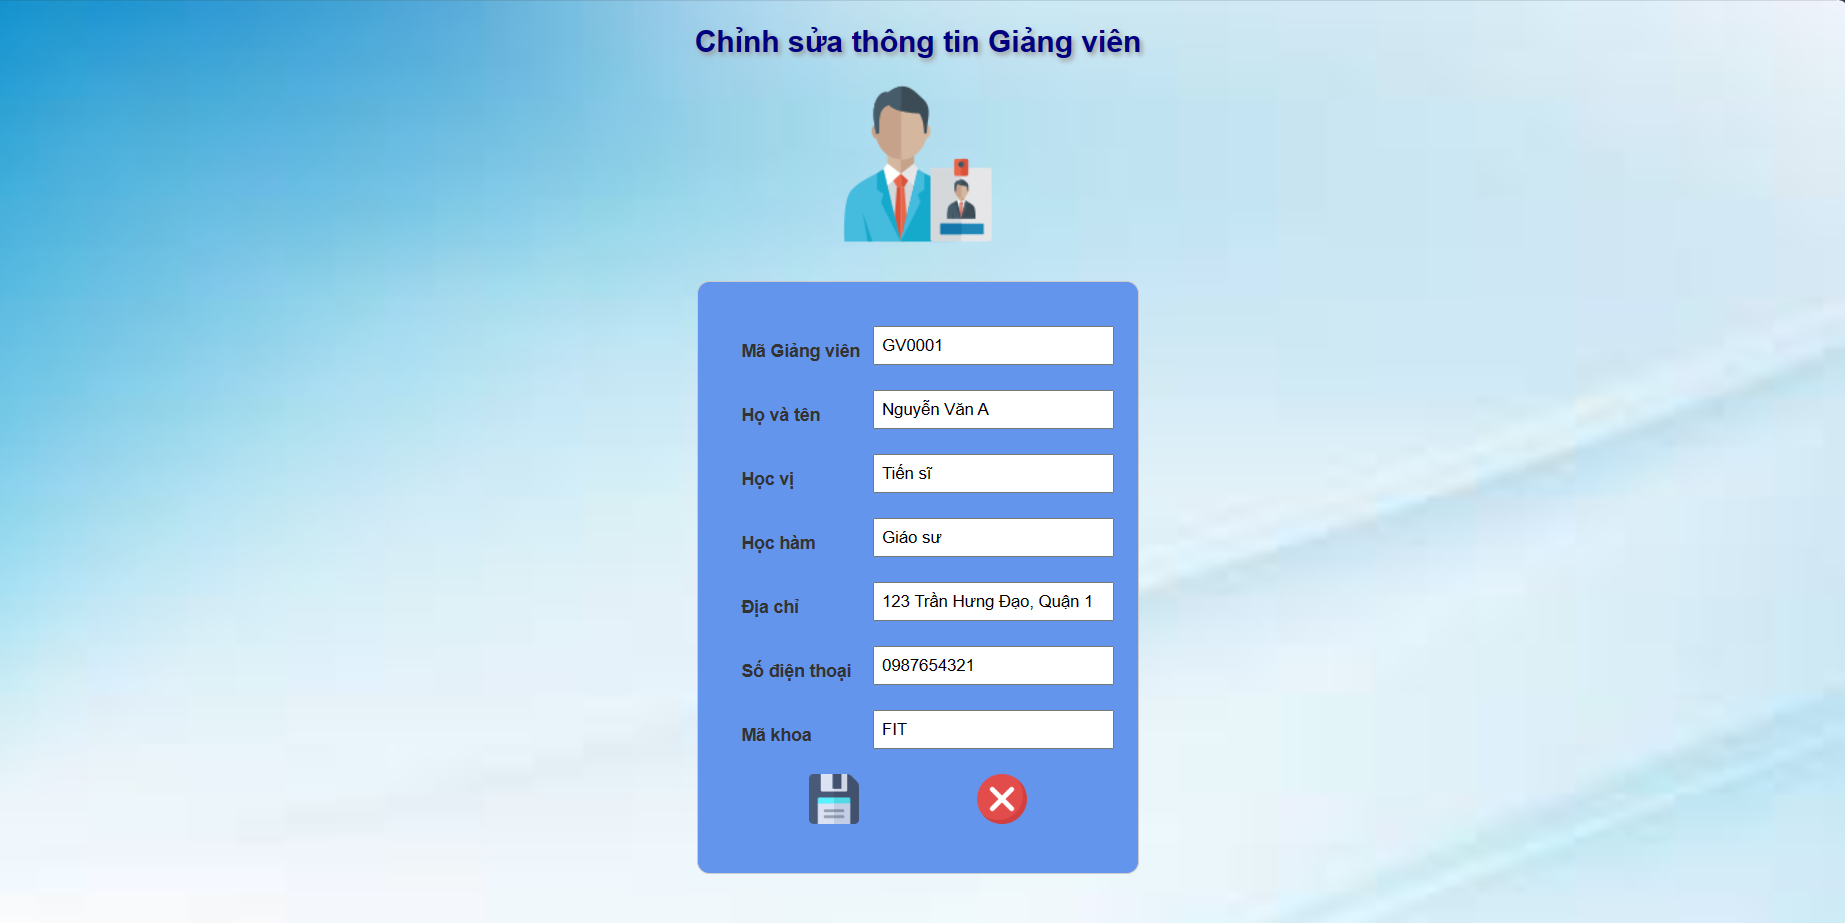 Chỉnh sửa thông tin Giảng viên
Mã Giảng viên GV0001
Họ và tên Nguyễn Văn A
Học vị Tiến sĩ
Học hàm Giáo sư
Địa chỉ 123 Trần Hưng Đạo, Quận 1
Số điện thoại 0987654321
Mã khoa FIT